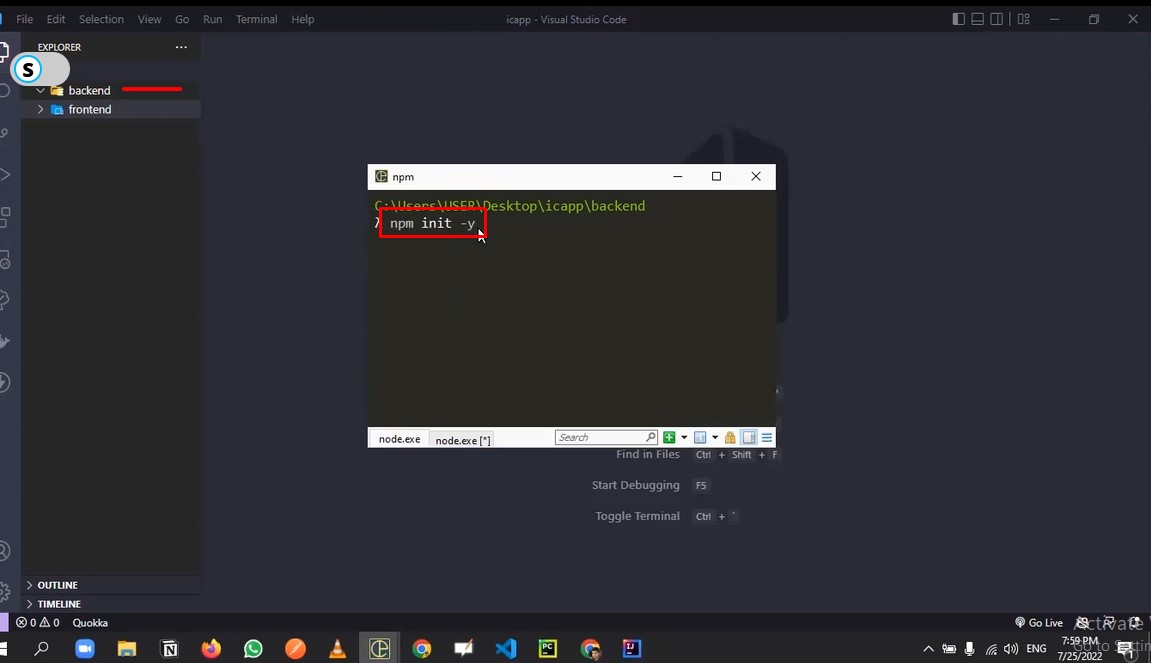 File Edit Selection View Go Run Terminal Help
icapp - Visual Studio Code
EXPLORER
S
backend
frontend
npm
C:\Users\USER\Desktop\icapp\backend
λ npm init -y
node.exe
node.exe [*]
Search
Find in Files Ctrl + Shift + F
Start Debugging F5
Toggle Terminal Ctrl + `
OUTLINE
TIMELINE
0 0 Quokka
Go Live
Activate
7:59 PM
ENG
7/25/2022
Go to Settin